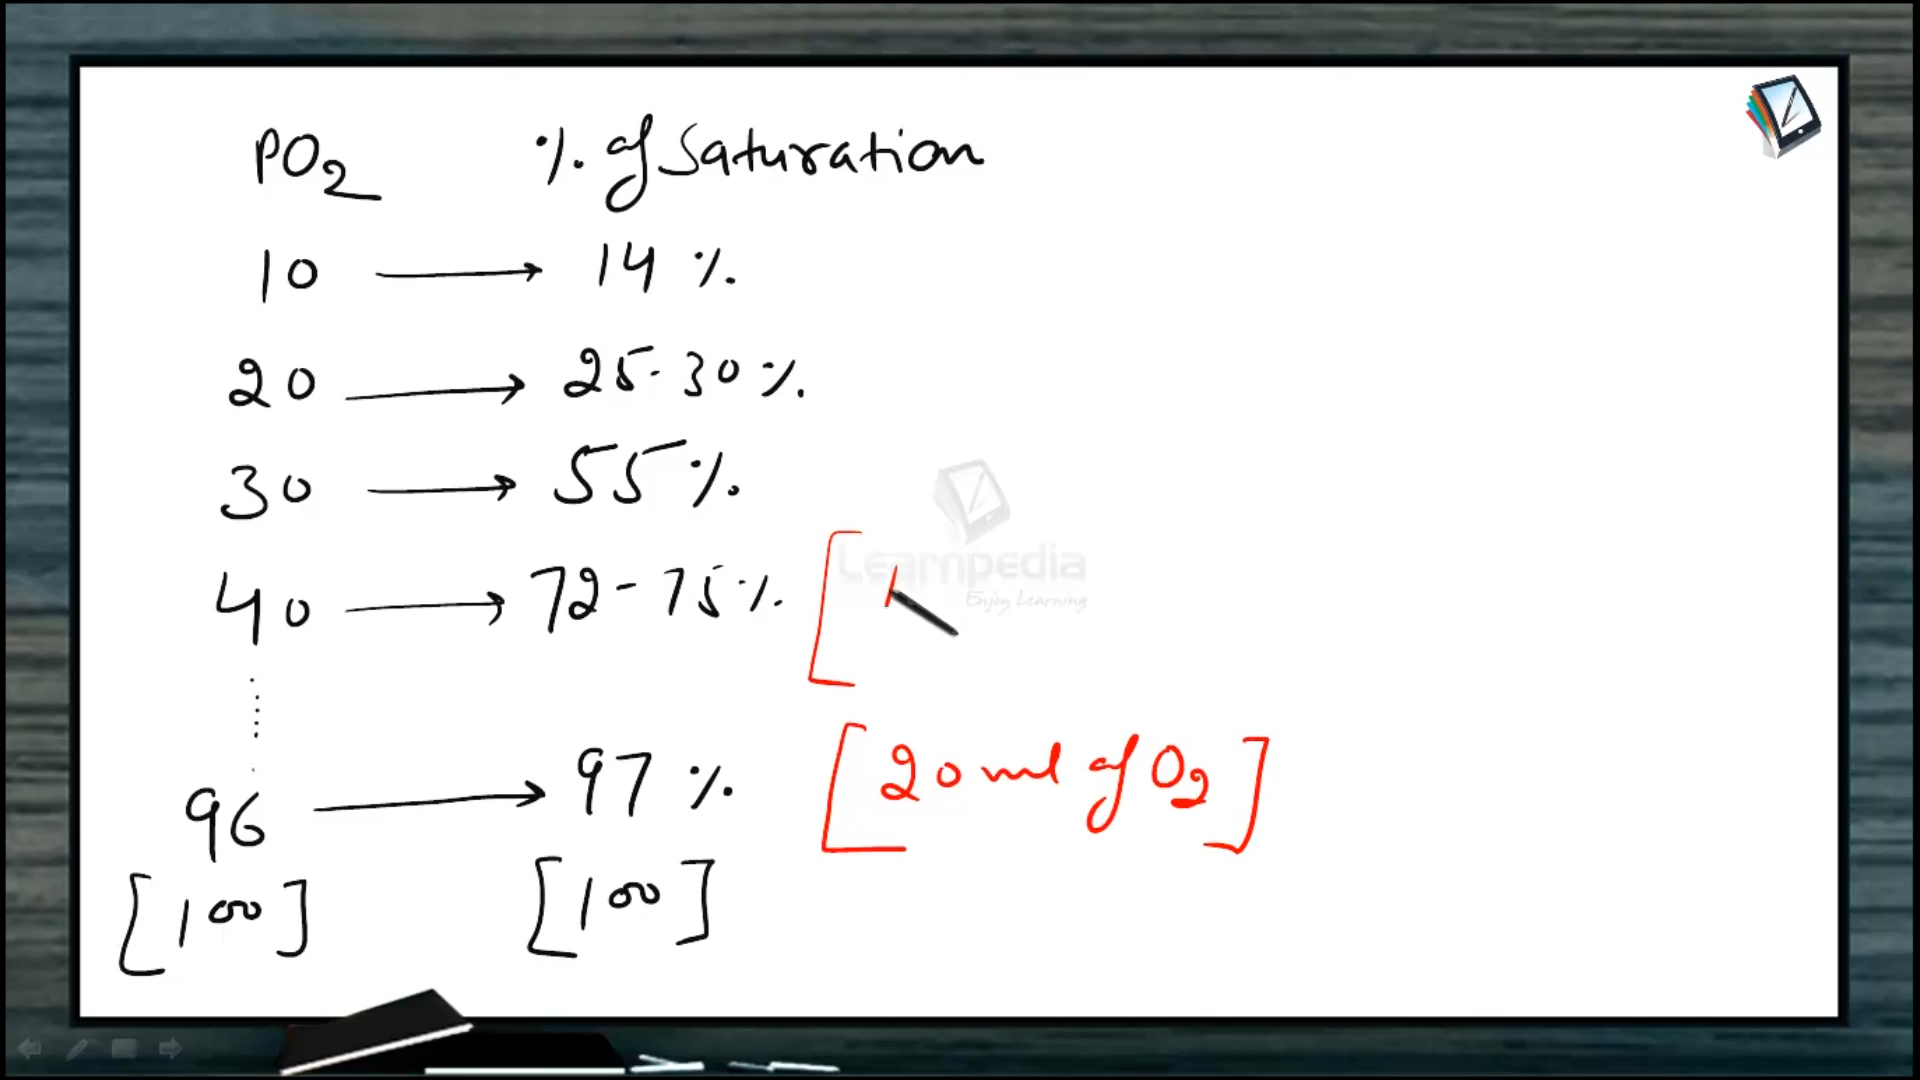 PO2 % of Saturation
10 → 14 %
20 → 25-30 %
30 → 55 %
40 → 72-75 % [ 1
96 → 97 % [20 ml of O2]
[100] [100]
Learnpedia
Enjoy Learning